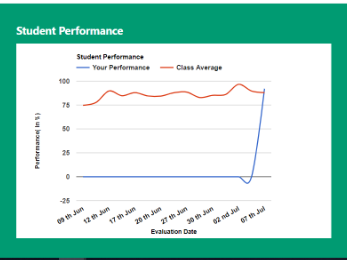 Student Performance
Student Performance
Your Performance Class Average
100
75
50
25
0
-25
Performance( in %)
09 th Jun 12 th Jun 17 th Jun 28 th Jun 27 th Jun 30 th Jun 02 nd Jul 07 th Jul
Evaluation Date